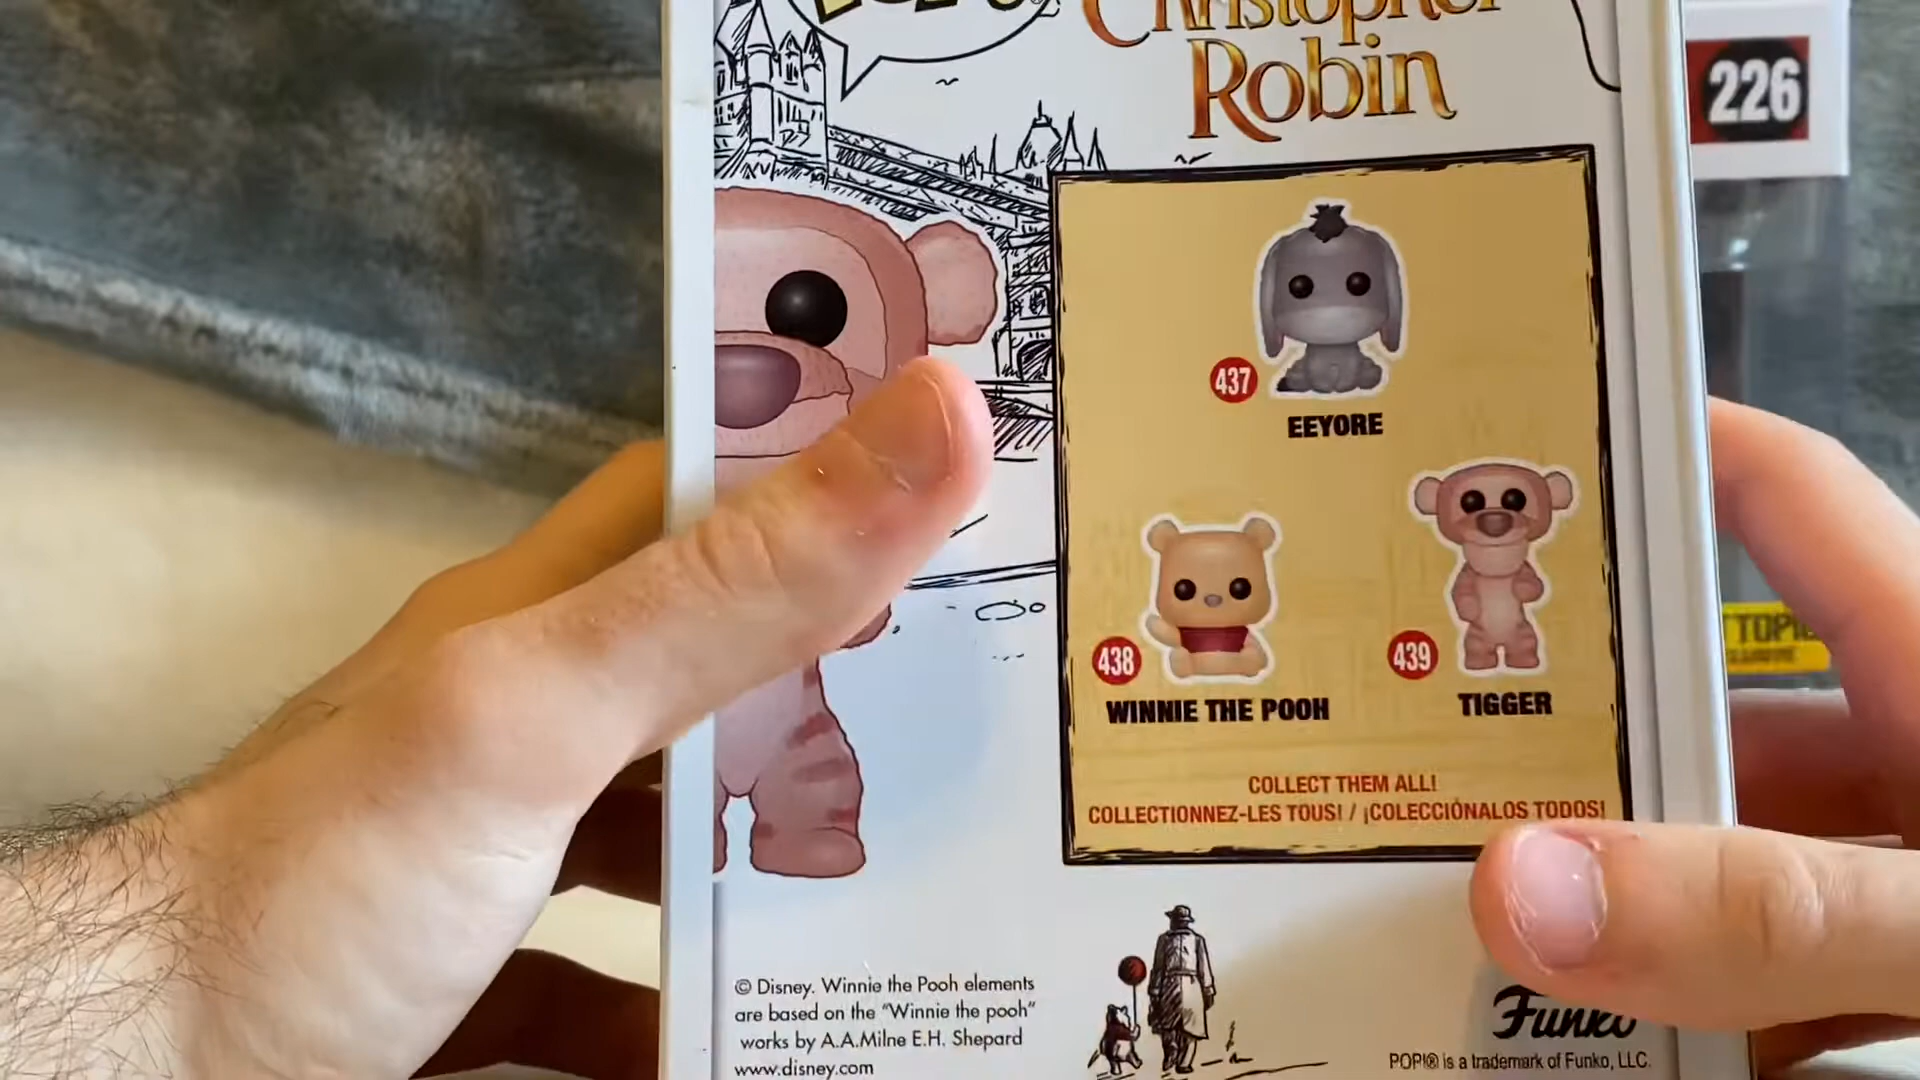 Christopher
Robin
226
437
EEYORE
438
WINNIE THE POOH
439
TIGGER
COLLECT THEM ALL!
COLLECTIONNEZ-LES TOUS! / ¡COLECCIÓNALOS TODOS!
© Disney. Winnie the Pooh elements
are based on the "Winnie the pooh"
works by A.A.Milne E.H. Shepard
www.disney.com
Funko
POP!® is a trademark of Funko, LLC.